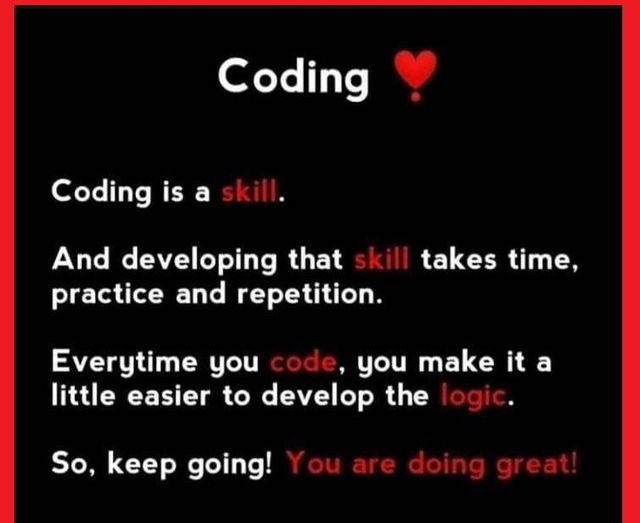 Coding ❣
Coding is a skill.
And developing that skill takes time,
practice and repetition.
Everytime you code, you make it a
little easier to develop the logic.
So, keep going! You are doing great!